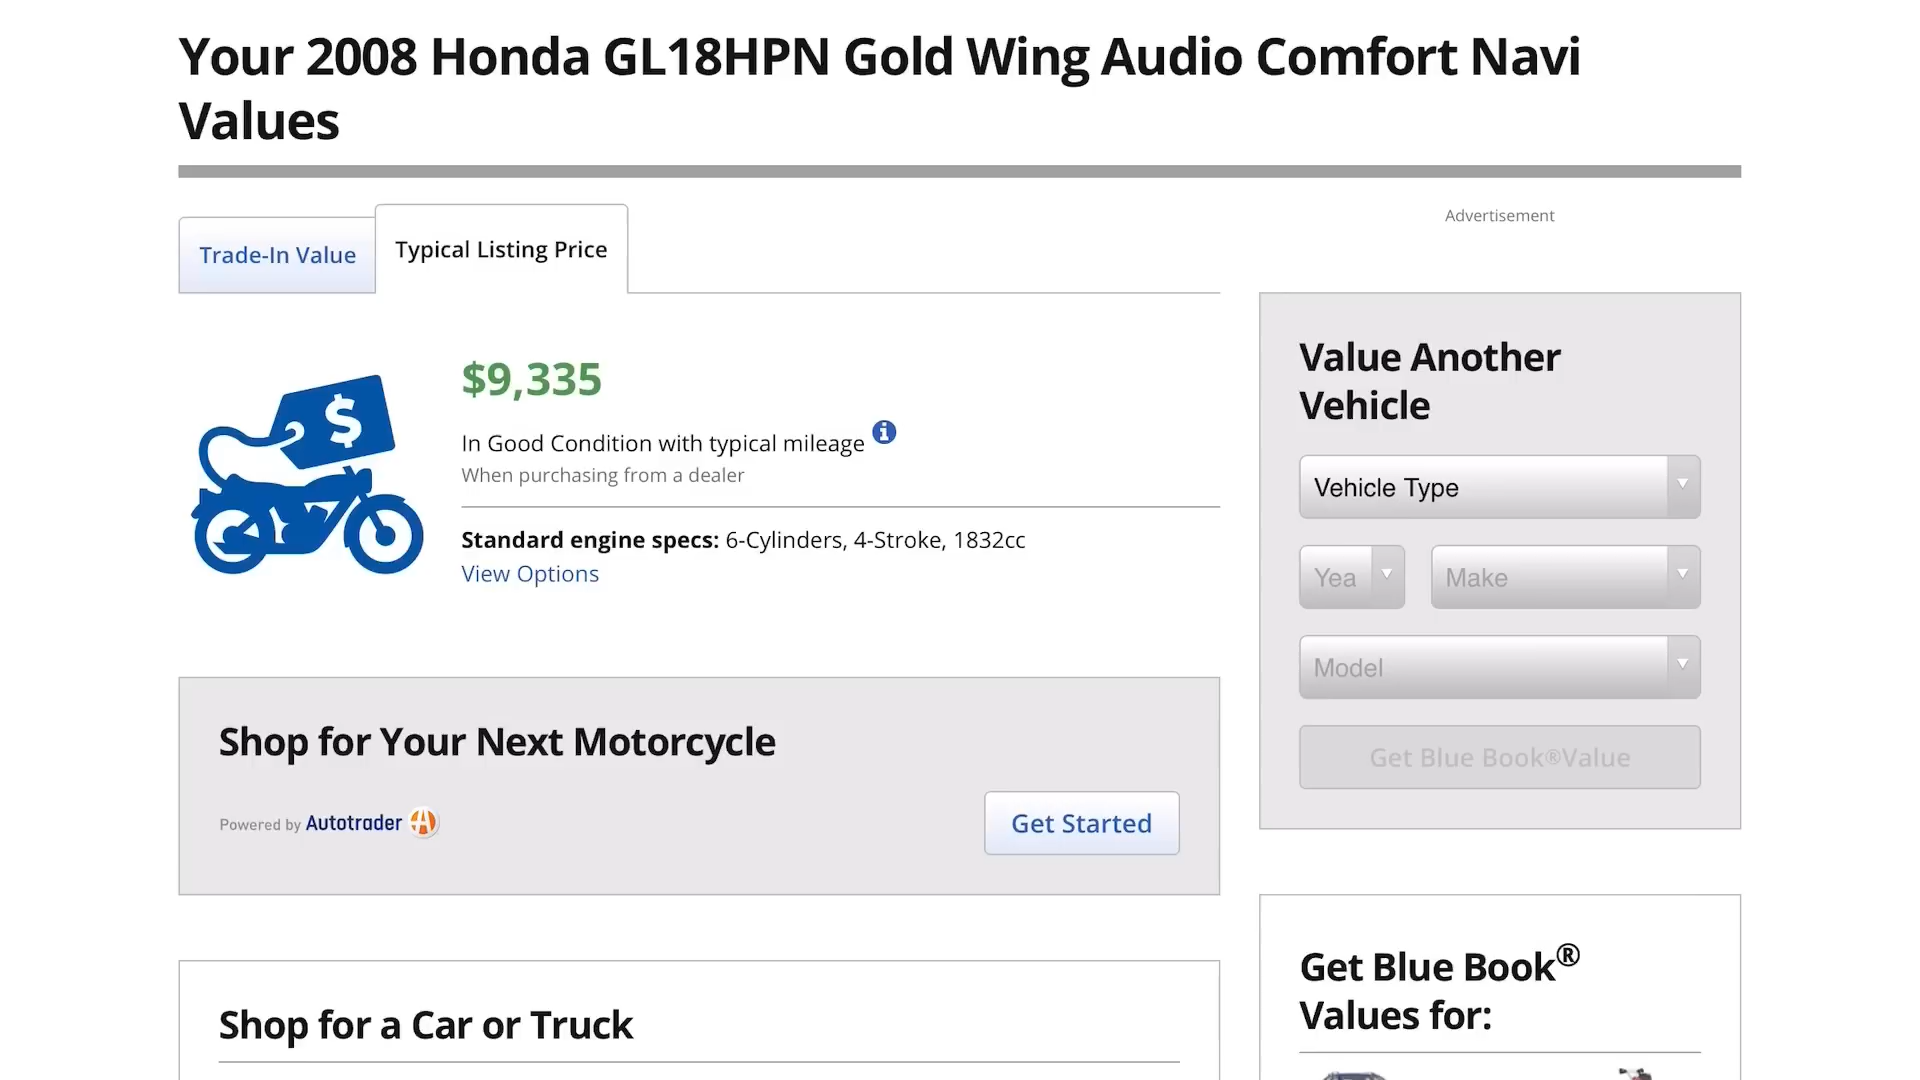 Your 2008 Honda GL18HPN Gold Wing Audio Comfort Navi
Values
Trade-In Value
Typical Listing Price
Advertisement
$
$9,335
In Good Condition with typical mileage
When purchasing from a dealer
Standard engine specs: 6-Cylinders, 4-Stroke, 1832cc
View Options
Value Another
Vehicle
Vehicle Type
Yea
Make
Model
Get Blue Book®Value
Shop for Your Next Motorcycle
Powered by Autotrader
Get Started
Shop for a Car or Truck
Get Blue Book®
Values for: